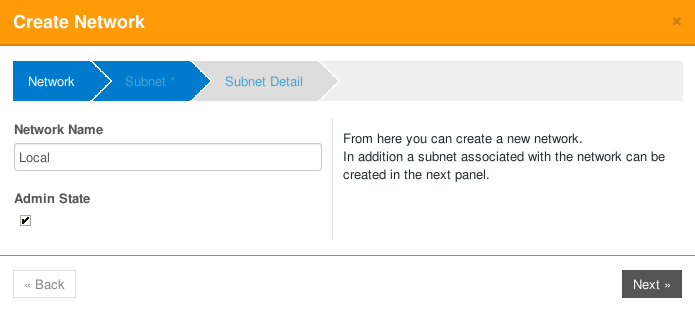 Create Network
×
Network
Subnet *
Subnet Detail
Network Name
Local
Admin State
From here you can create a new network.
In addition a subnet associated with the network can be
created in the next panel.
« Back
Next »